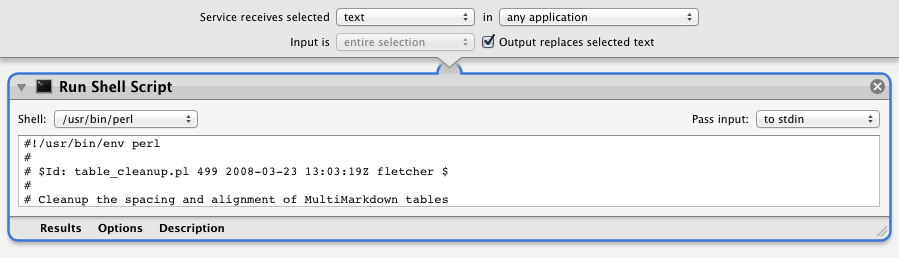 Service receives selected text in any application
Input is entire selection Output replaces selected text
Run Shell Script
Shell: /usr/bin/perl Pass input: to stdin
#!/usr/bin/env perl
#
# $Id: table_cleanup.pl 499 2008-03-23 13:03:19Z fletcher $
#
# Cleanup the spacing and alignment of MultiMarkdown tables
Results Options Description